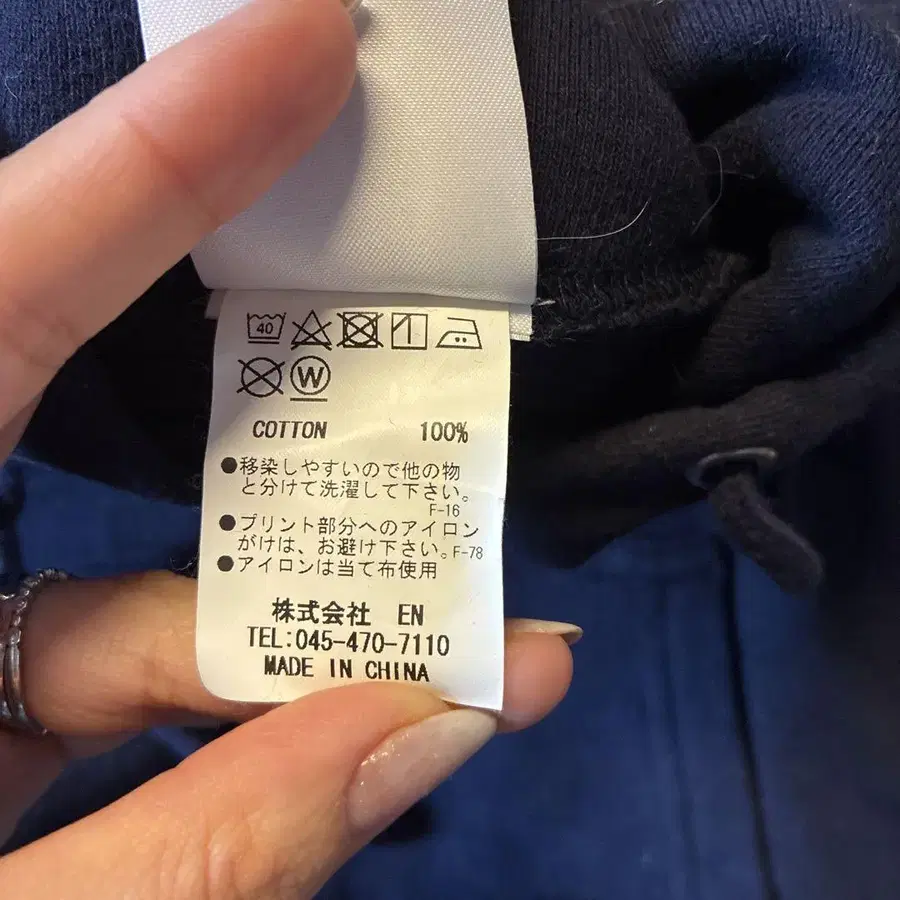 40
W
COTTON 100%
●移染しやすいので他の物
と分けて洗濯して下さい。
F-16
●プリント部分へのアイロン
がけは、お避け下さい。F-78
●アイロンは当て布使用
株式会社 EN
TEL:045-470-7110
MADE IN CHINA